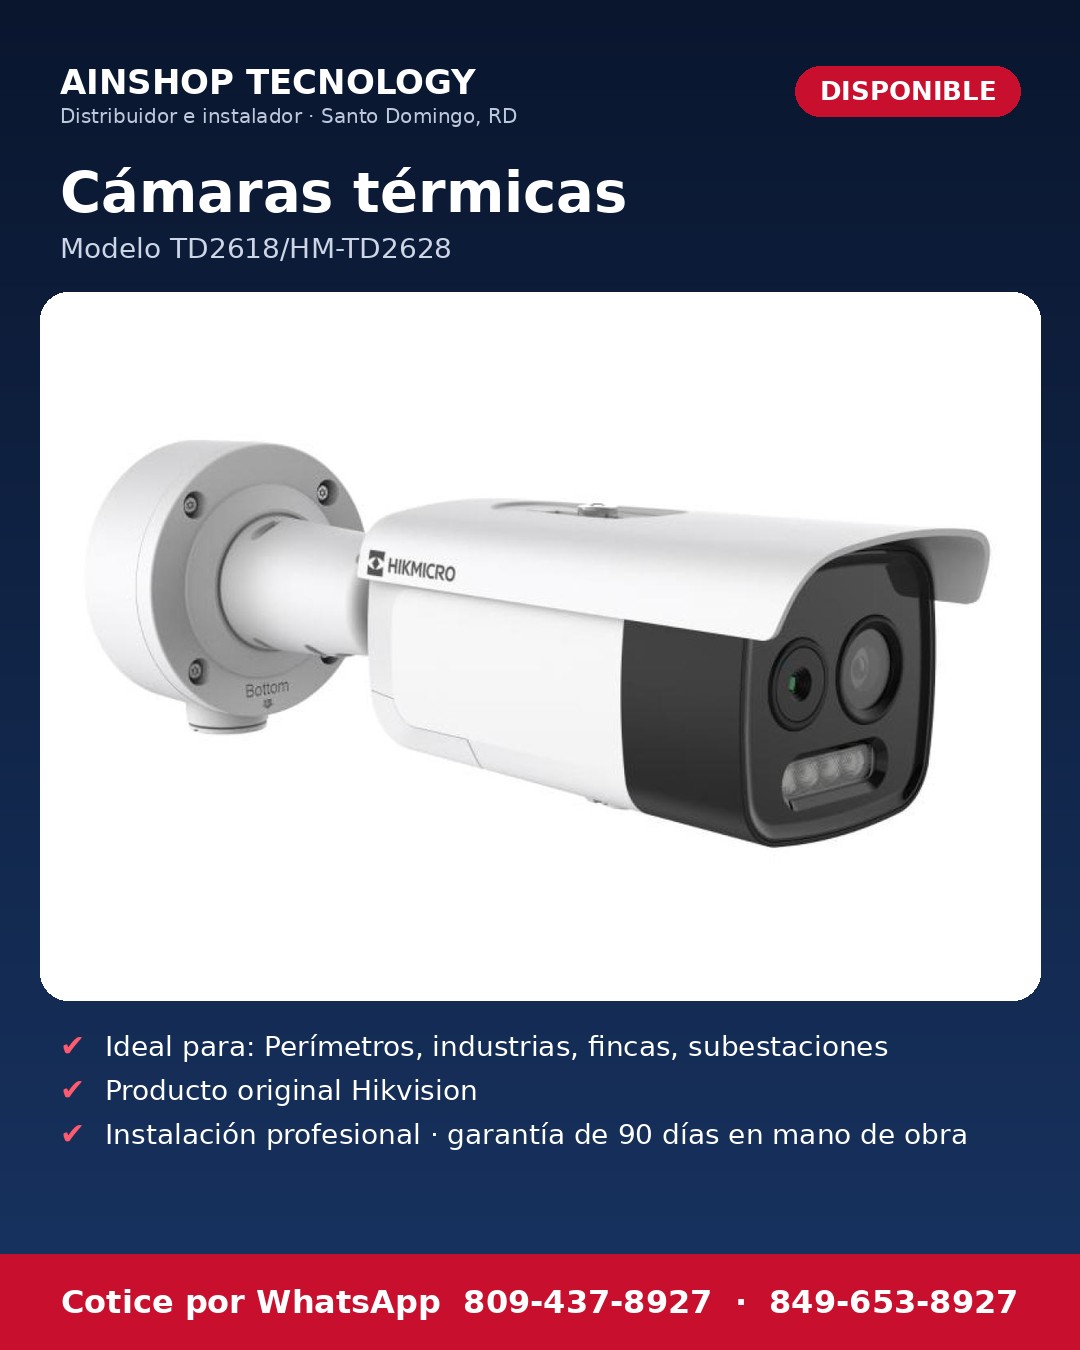 AINSHOP TECNOLOGY
DISPONIBLE
Distribuidor e instalador · Santo Domingo, RD
Cámaras térmicas
Modelo TD2618/HM-TD2628
HIKMICRO
Bottom
✔ Ideal para: Perímetros, industrias, fincas, subestaciones
✔ Producto original Hikvision
✔ Instalación profesional · garantía de 90 días en mano de obra
Cotice por WhatsApp 809-437-8927 · 849-653-8927